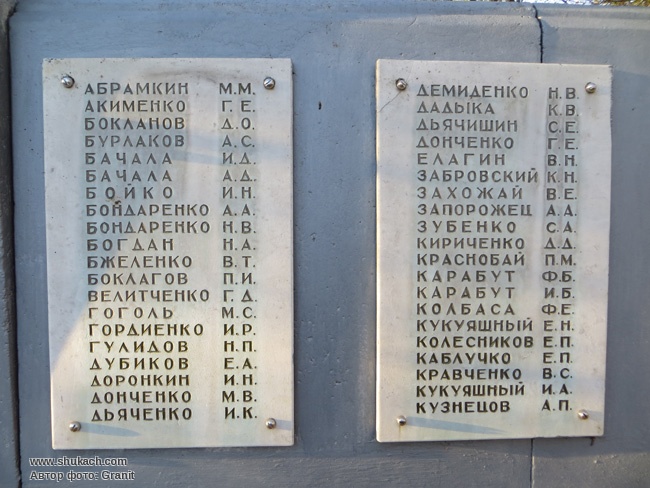 АБРАМКИН М.М.
АКИМЕНКО Г.Е.
БОКЛАНОВ Д.О.
БУРЛАКОВ А.С.
БАЧАЛА И.Д.
БАЧАЛА А.Д.
БОЙКО И.Н.
БОНДАРЕНКО А.А.
БОНДАРЕНКО Н.В.
БОГДАН Н.А.
БЖЕЛЕНКО В.Т.
БОКЛАГОВ П.И.
ВЕЛИТЧЕНКО Г.Д.
ГОГОЛЬ М.С.
ГОРДИЕНКО И.Р.
ГУЛИДОВ Н.П.
ДУБИКОВ Е.А.
ДОРОНКИН И.Н.
ДОНЧЕНКО М.В.
ДЬЯЧЕНКО И.К.
ДЕМИДЕНКО Н.В.
ДАДЫКА К.В.
ДЬЯЧИШИН С.Е.
ДОНЧЕНКО Г.Е.
ЕЛАГИН В.Н.
ЗАБРОВСКИЙ К.Н.
ЗАХОЖАЙ В.Е.
ЗАПОРОЖЕЦ А.А.
ЗУБЕНКО С.А.
КИРИЧЕНКО Д.Д.
КРАСНОБАЙ П.М.
КАРАБУТ Ф.Б.
КАРАБУТ И.Б.
КОЛБАСА Ф.Е.
КУКУЯШНЫЙ Е.Н.
КОЛЕСНИКОВ Е.П.
КАБЛУЧКО Е.П.
КРАВЧЕНКО В.С.
КУКУЯШНЫЙ И.А.
КУЗНЕЦОВ А.П.
www.shukach.com
Автор фото: Granit